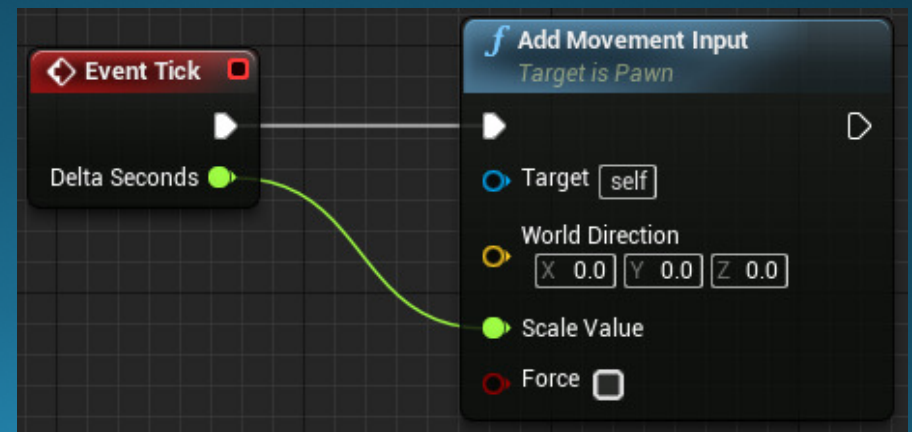 Event Tick
Delta Seconds
f Add Movement Input
Target is Pawn
Target self
World Direction
X 0.0 Y 0.0 Z 0.0
Scale Value
Force